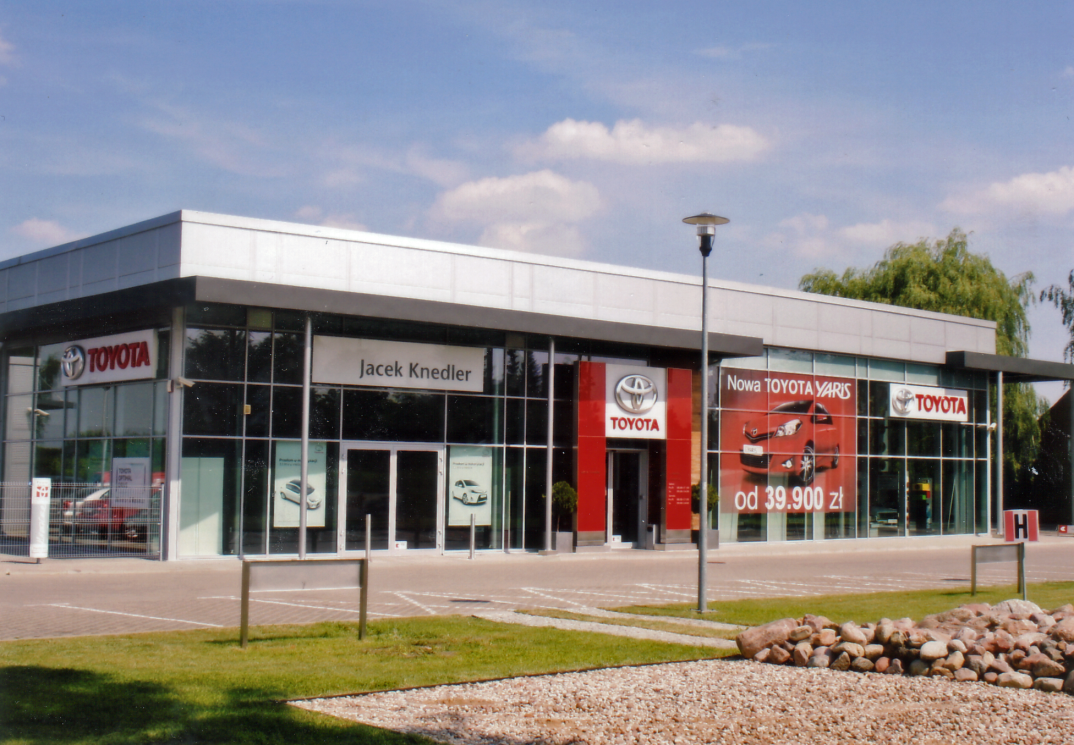 TOYOTA
Jacek Knedler
TOYOTA
Nowa TOYOTA YARIS
od 39.900 zł
TOYOTA
H